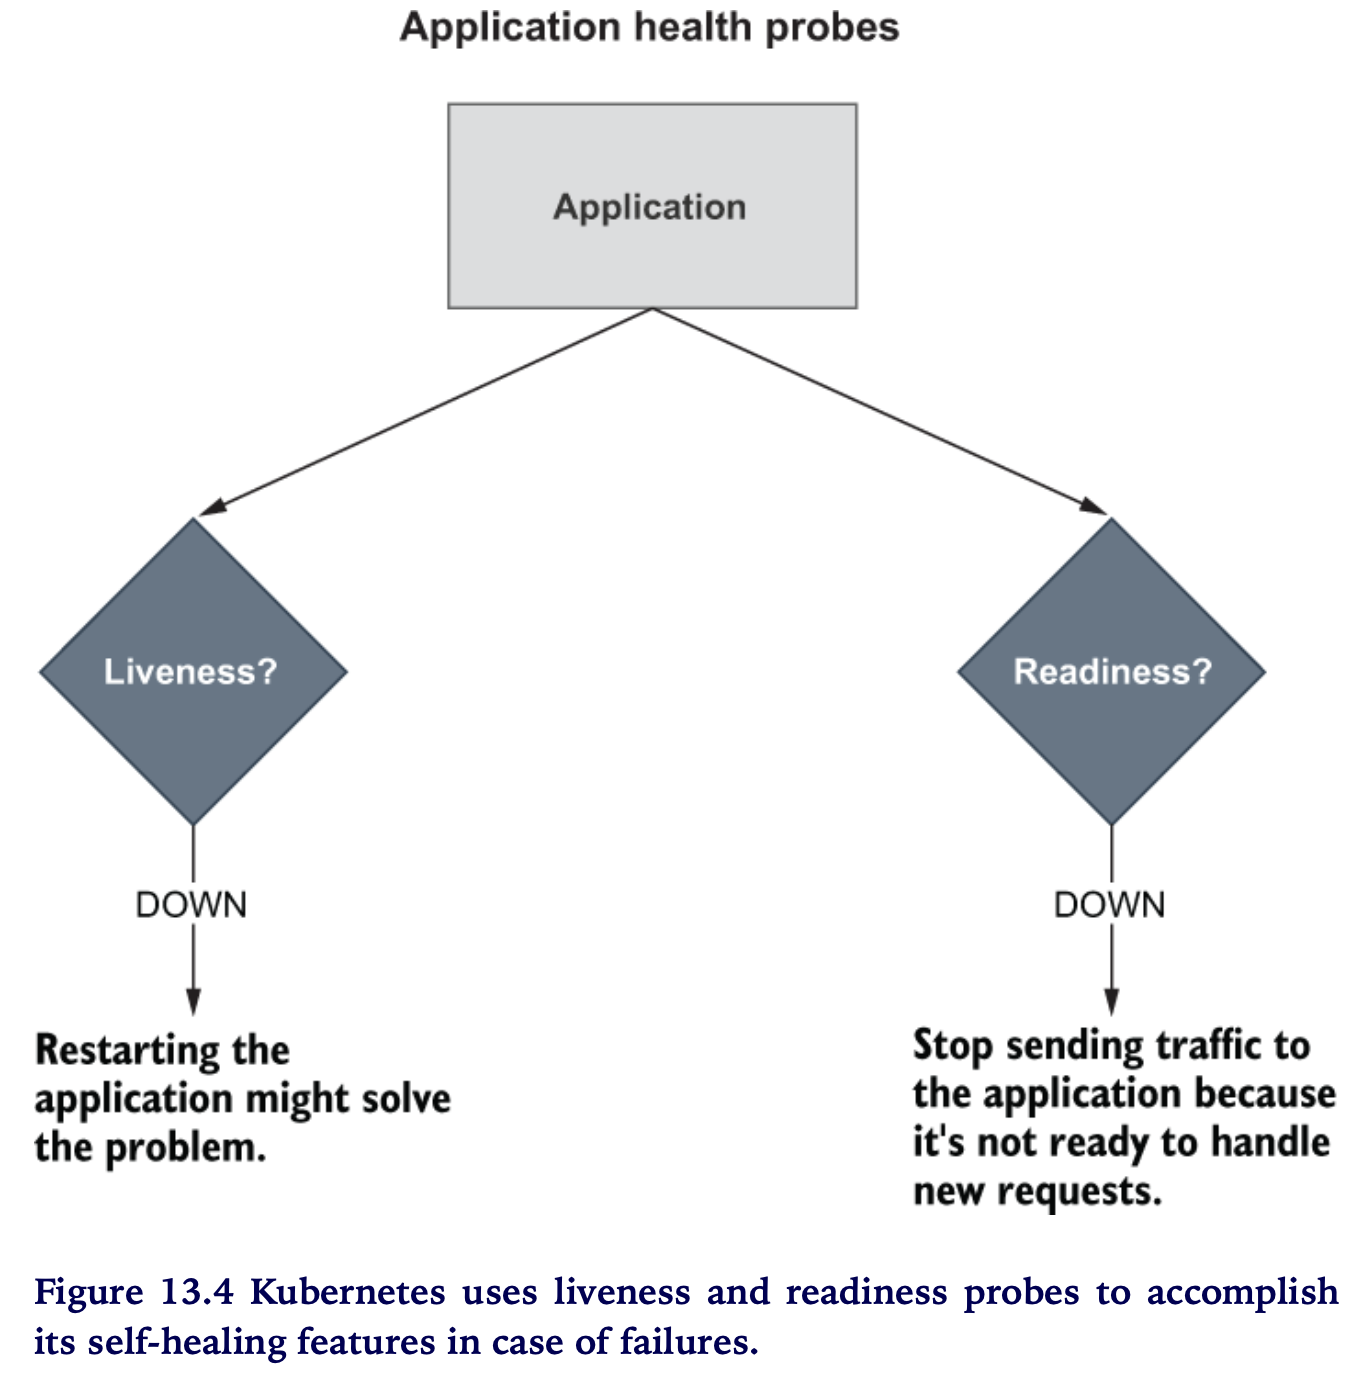 Application health probes
Application
Liveness?
Readiness?
DOWN
DOWN
Restarting the
application might solve
the problem.
Stop sending traffic to
the application because
it's not ready to handle
new requests.
Figure 13.4 Kubernetes uses liveness and readiness probes to accomplish
its self-healing features in case of failures.